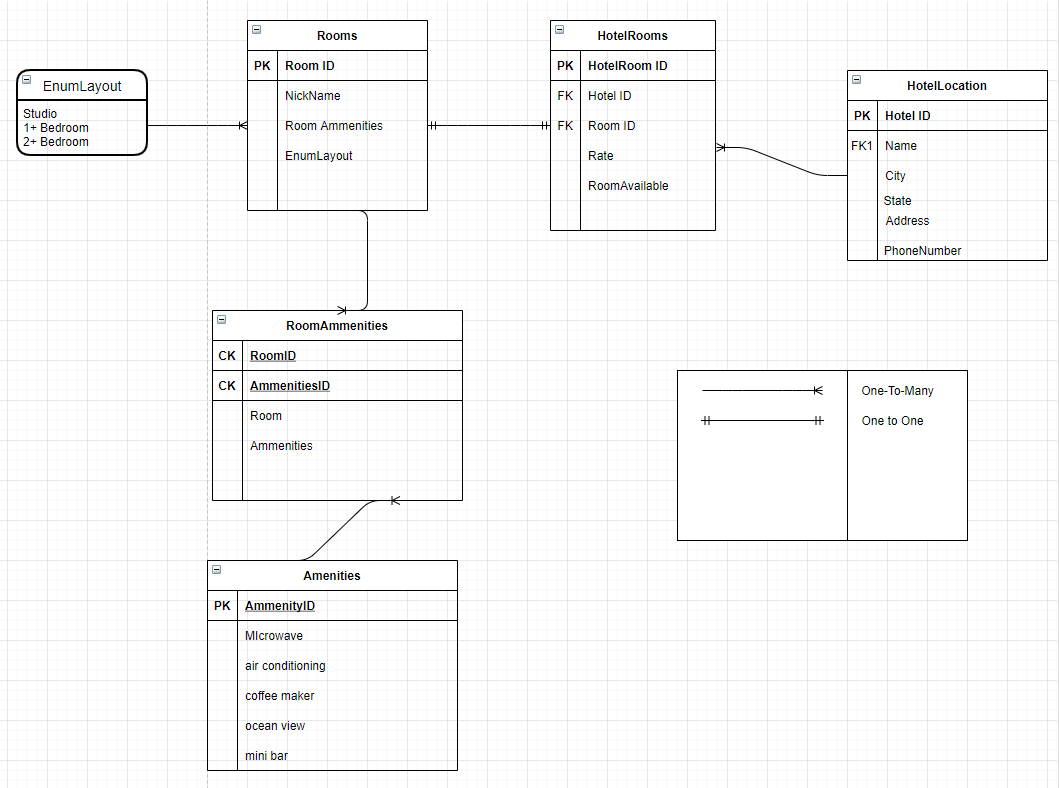 Rooms
PK Room ID
NickName
Room Ammenities
EnumLayout
HotelRooms
PK HotelRoom ID
FK Hotel ID
FK Room ID
Rate
RoomAvailable
EnumLayout
Studio
1+ Bedroom
2+ Bedroom
HotelLocation
PK Hotel ID
FK1 Name
City
State
Address
PhoneNumber
RoomAmmenities
CK RoomID
CK AmmenitiesID
Room
Ammenities
One-To-Many
One to One
Amenities
PK AmmenityID
MIcrowave
air conditioning
coffee maker
ocean view
mini bar